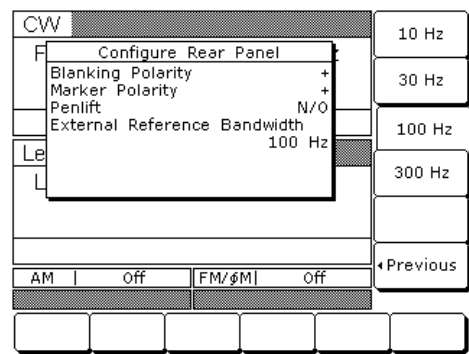 CW
F
Configure Rear Panel
Blanking Polarity +
Marker Polarity +
Penlift N/O
External Reference Bandwidth
100 Hz
Le
L
AM | Off FM/ϕM| Off
10 Hz
30 Hz
100 Hz
300 Hz
◂Previous